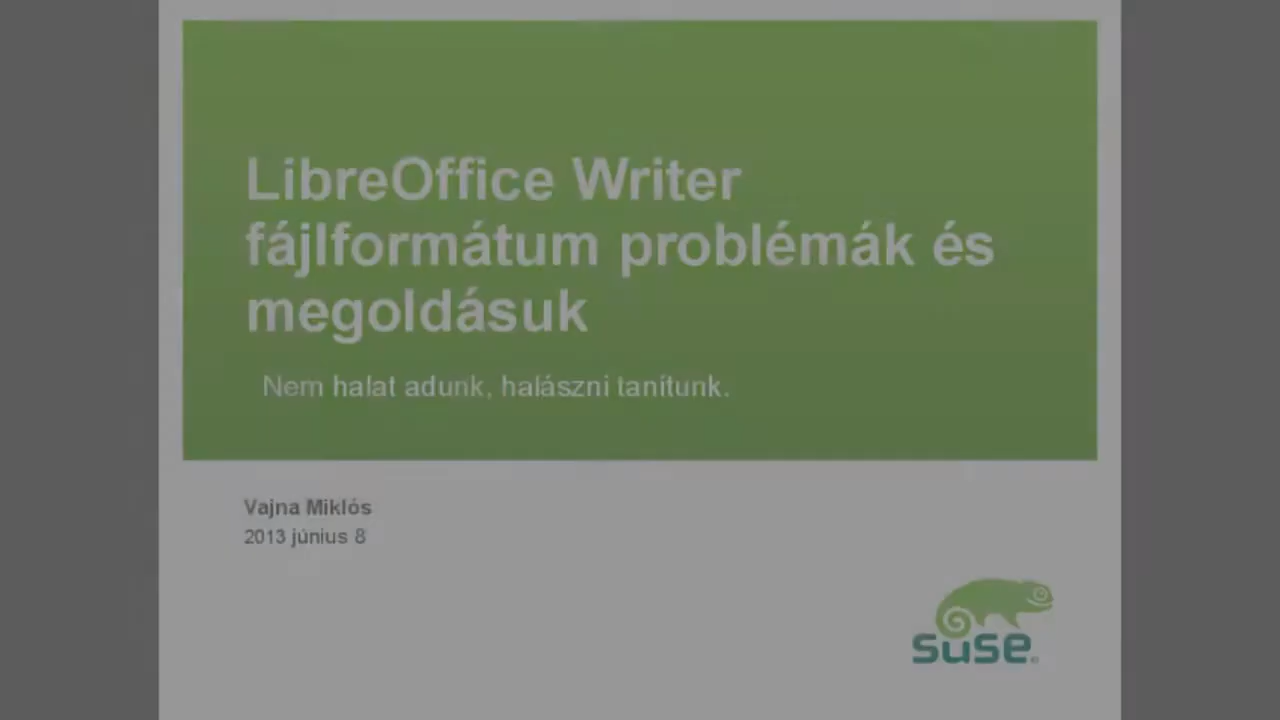 LibreOffice Writer
fájlformátum problémák és
megoldásuk
Nem halat adunk, halászni tanítunk.
Vajna Miklós
2013 június 8
suse